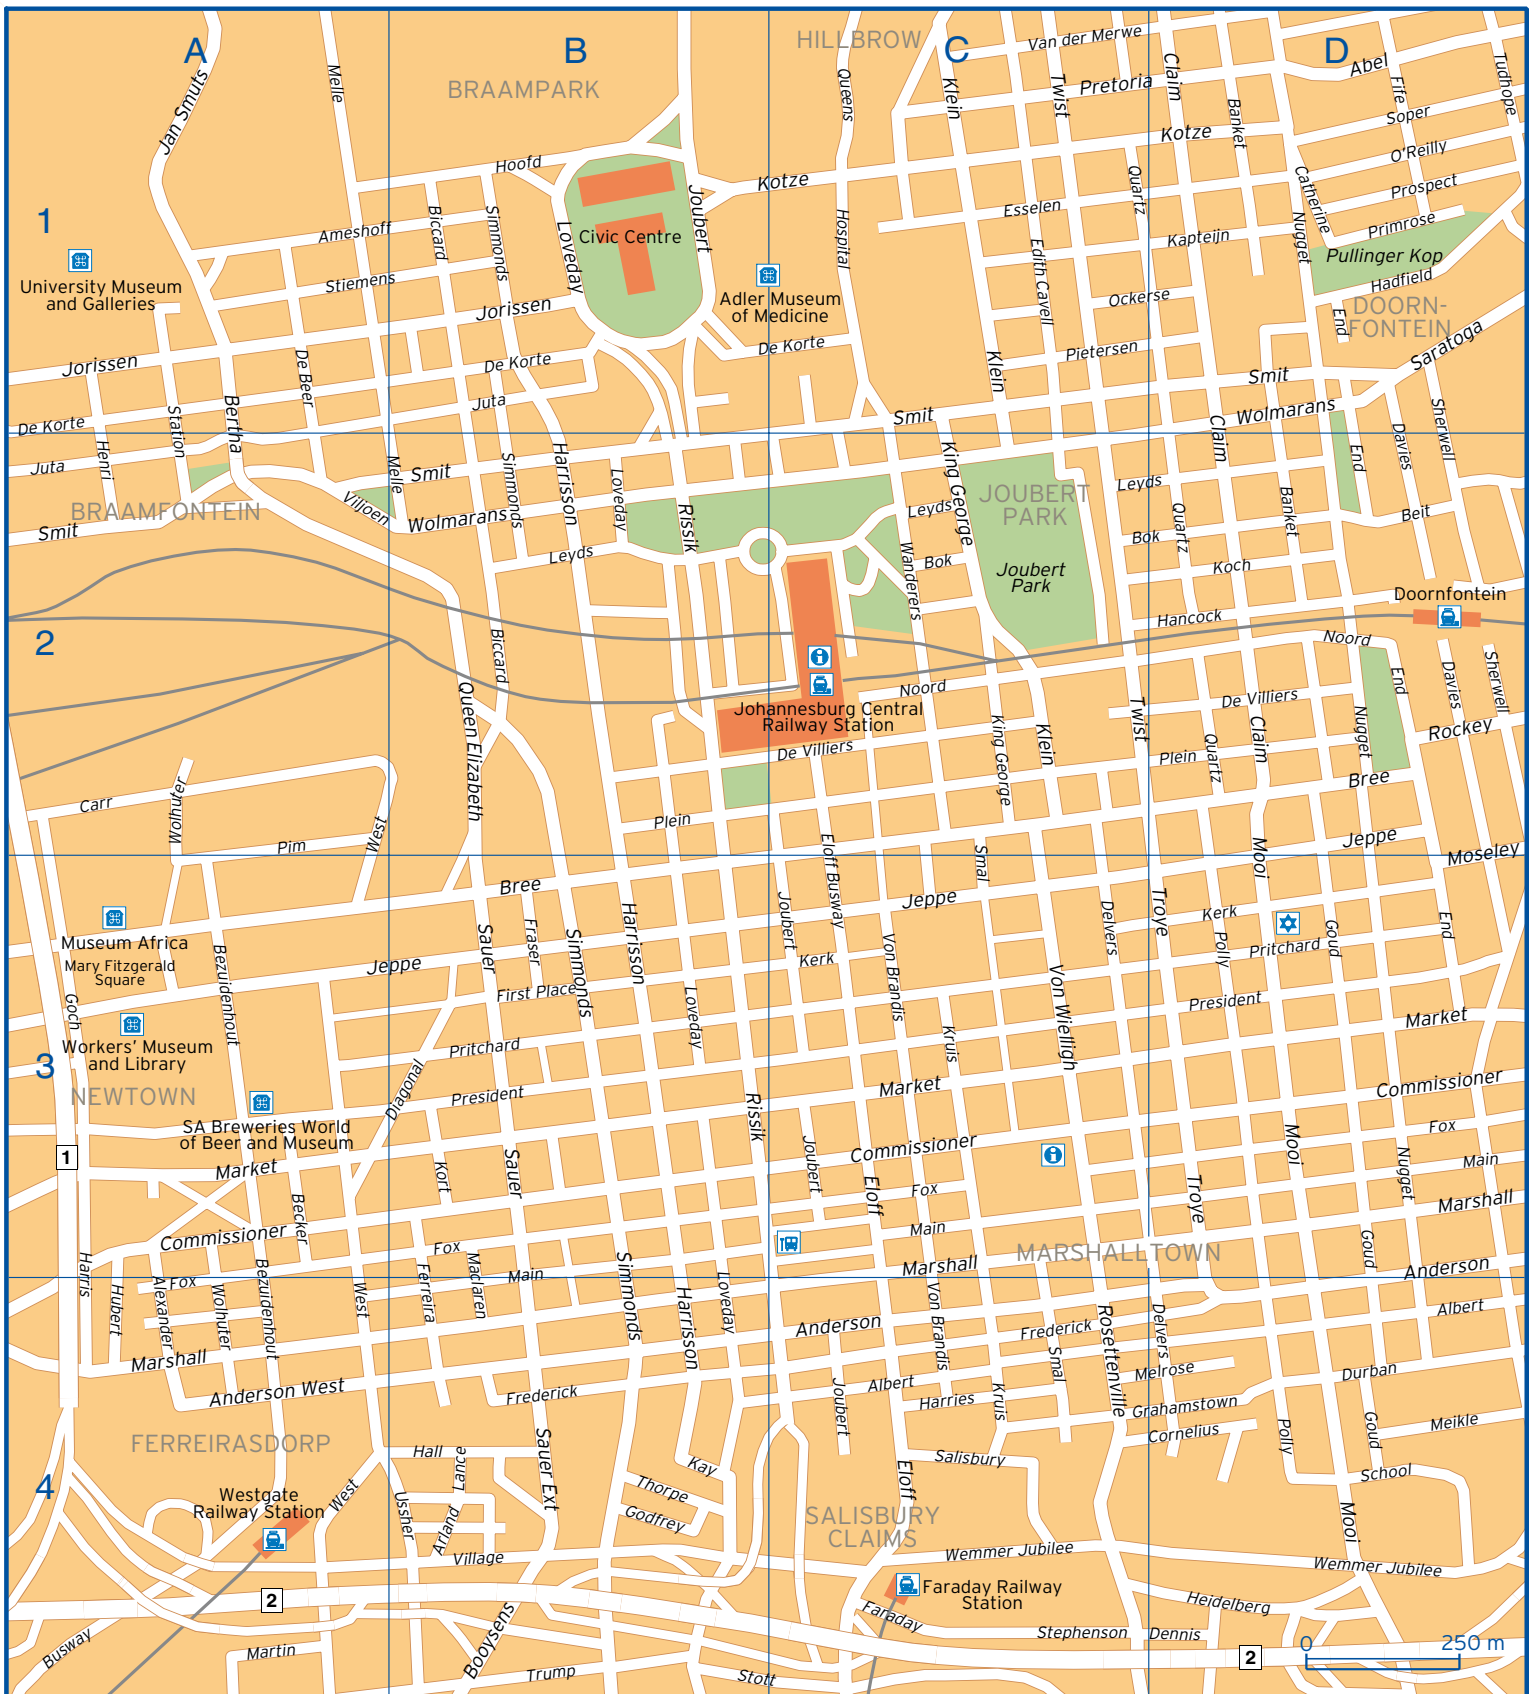 A
B
C
D
HILLBROW
BRAAMPARK
Van der Merwe
Abel
Tudhope
Jan Smuts
Melle
Queens
Klein
Twist
Pretoria
Claim
Banket
Fife
Soper
Kotze
O'Reilly
Hoofd
Kotze
Quartz
Catherine
Prospect
1
Joubert
Esselen
Primrose
Biccard
Simmonds
Loveday
Civic Centre
Hospital
Kapteijn
Nugget
Ameshoff
Pullinger Kop
Hadfield
University Museum
and Galleries
Stiemens
Edith Cavell
Ockerse
DOORN-
FONTEIN
End
Jorissen
Adler Museum
of Medicine
De Korte
Saratoga
Jorissen
De Beer
De Korte
Klein
Pietersen
Smit
Juta
Smit
Wolmarans
De Korte
Station
Bertha
Claim
Davies
Sherwell
Juta
Henri
Melle
Smit
Simmonds
Harrisson
Loveday
King George
End
Viljoen
JOUBERT
PARK
Leyds
Banket
BRAAMFONTEIN
Wolmarans
Rissik
Leyds
Quartz
Beit
Smit
Leyds
Wanderers
Bok
Bok
Koch
Joubert
Park
Doornfontein
Hancock
2
Biccard
Noord
Noord
Queen Elizabeth
De Villiers
End
Davies
Sherwell
Johannesburg Central
Railway Station
De Villiers
King George
Klein
Twist
Quartz
Claim
Nugget
Rockey
Plein
Bree
Carr
Wolhuter
West
Plein
Pim
Eloff Busway
Smal
Mooi
Jeppe
Moseley
Bree
Jeppe
Joubert
Delvers
Troye
Kerk
Museum Africa
Mary Fitzgerald
Square
Bezuidenhout
Sauer
Fraser
Simmonds
Harrisson
Kerk
Von Brandis
Polly
Pritchard
Goud
End
Jeppe
First Place
Loveday
Von Wielligh
President
Goch
Market
Workers' Museum
and Library
3
Pritchard
Kruis
NEWTOWN
Diagonal
President
Market
Commissioner
SA Breweries World
of Beer and Museum
Rissik
Fox
1
Market
Kort
Sauer
Joubert
Commissioner
Mooi
Nugget
Main
Becker
Eloff
Fox
Troye
Marshall
Commissioner
Main
Fox
MARSHALLTOWN
Harris
Bezuidenhout
Maclaren
Main
Marshall
Goud
Anderson
Fox
Hubert
Alexander
Wolhuter
West
Ferreira
Simmonds
Harrisson
Loveday
Von Brandis
Albert
Anderson
Frederick
Rosettenville
Delvers
Marshall
Smal
Melrose
Durban
Anderson West
Frederick
Joubert
Albert
Harries
Kruis
Grahamstown
Cornelius
Meikle
FERREIRASDORP
Hall
Lance
Sauer Ext
Salisbury
Polly
Goud
School
Kay
Thorpe
Godfrey
Eloff
4
Westgate
Railway Station
West
Ussher
Arland
SALISBURY
CLAIMS
Mooi
Village
Wemmer Jubilee
Wemmer Jubilee
2
Faraday Railway
Station
Faraday
Heidelberg
Busway
Martin
Booysens
Trump
Stott
Stephenson
Dennis
2
0
250 m